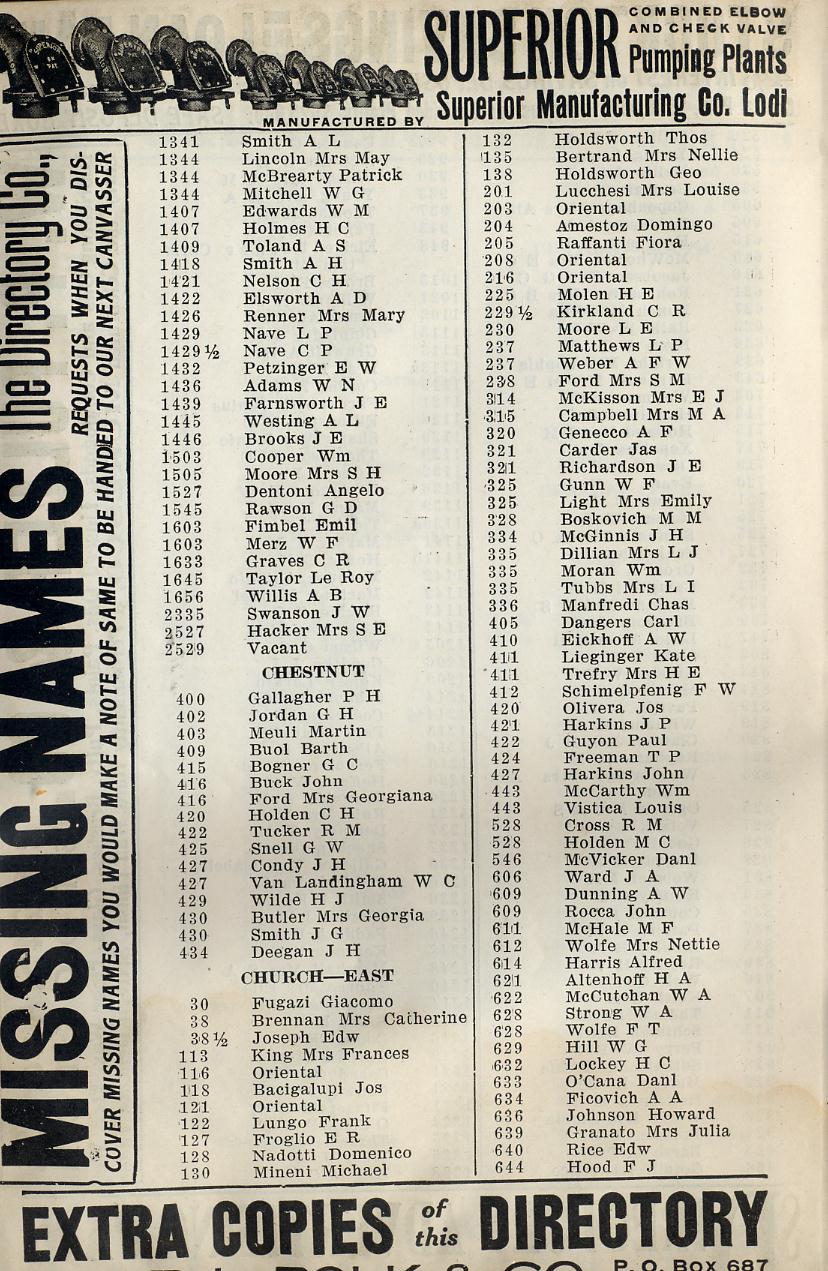 SUPERIOR
COMBINED ELBOW
AND CHECK VALVE
Pumping Plants
MANUFACTURED BY Superior Manufacturing Co. Lodi
MISSING NAMES The Directory Co.,
REQUESTS WHEN YOU DIS-
COVER MISSING NAMES YOU WOULD MAKE A NOTE OF SAME TO BE HANDED TO OUR NEXT CANVASSER
1341 Smith A L
1344 Lincoln Mrs May
1344 McBrearty Patrick
1344 Mitchell W G
1407 Edwards W M
1407 Holmes H C
1409 Toland A S
1418 Smith A H
1421 Nelson C H
1422 Elsworth A D
1426 Renner Mrs Mary
1429 Nave L P
1429½ Nave C P
1432 Petzinger E W
1436 Adams W N
1439 Farnsworth J E
1445 Westing A L
1446 Brooks J E
1503 Cooper Wm
1505 Moore Mrs S H
1527 Dentoni Angelo
1545 Rawson G D
1603 Fimbel Emil
1603 Merz W F
1633 Graves C R
1645 Taylor Le Roy
1656 Willis A B
2335 Swanson J W
2527 Hacker Mrs S E
2529 Vacant
CHESTNUT
400 Gallagher P H
402 Jordan G H
403 Meuli Martin
409 Buol Barth
415 Bogner G C
416 Buck John
416 Ford Mrs Georgiana
420 Holden C H
422 Tucker R M
425 Snell G W
427 Condy J H
427 Van Landingham W C
429 Wilde H J
430 Butler Mrs Georgia
430 Smith J G
434 Deegan J H
CHURCH—EAST
30 Fugazi Giacomo
38 Brennan Mrs Catherine
38½ Joseph Edw
113 King Mrs Frances
116 Oriental
118 Bacigalupi Jos
121 Oriental
122 Lungo Frank
127 Froglio E R
128 Nadotti Domenico
130 Mineni Michael
132 Holdsworth Thos
135 Bertrand Mrs Nellie
138 Holdsworth Geo
201 Lucchesi Mrs Louise
203 Oriental
204 Amestoz Domingo
205 Raffanti Fiora
208 Oriental
216 Oriental
225 Molen H E
229½ Kirkland C R
230 Moore L E
237 Matthews L P
237 Weber A F W
238 Ford Mrs S M
314 McKisson Mrs E J
315 Campbell Mrs M A
320 Genecco A F
321 Carder Jas
321 Richardson J E
325 Gunn W F
325 Light Mrs Emily
328 Boskovich M M
334 McGinnis J H
335 Dillian Mrs L J
335 Moran Wm
335 Tubbs Mrs L I
336 Manfredi Chas
405 Dangers Carl
410 Eickhoff A W
411 Lieginger Kate
411 Trefry Mrs H E
412 Schimelpfenig F W
420 Olivera Jos
421 Harkins J P
422 Guyon Paul
424 Freeman T P
427 Harkins John
443 McCarthy Wm
443 Vistica Louis
528 Cross R M
528 Holden M C
546 McVicker Danl
606 Ward J A
609 Dunning A W
609 Rocca John
611 McHale M F
612 Wolfe Mrs Nettie
614 Harris Alfred
621 Altenhoff H A
622 McCutchan W A
628 Strong W A
628 Wolfe F T
629 Hill W G
632 Lockey H C
633 O'Cana Danl
634 Ficovich A A
636 Johnson Howard
639 Granato Mrs Julia
640 Rice Edw
644 Hood F J
EXTRA COPIES of this DIRECTORY
POLK & CO. P. O. BOX 687